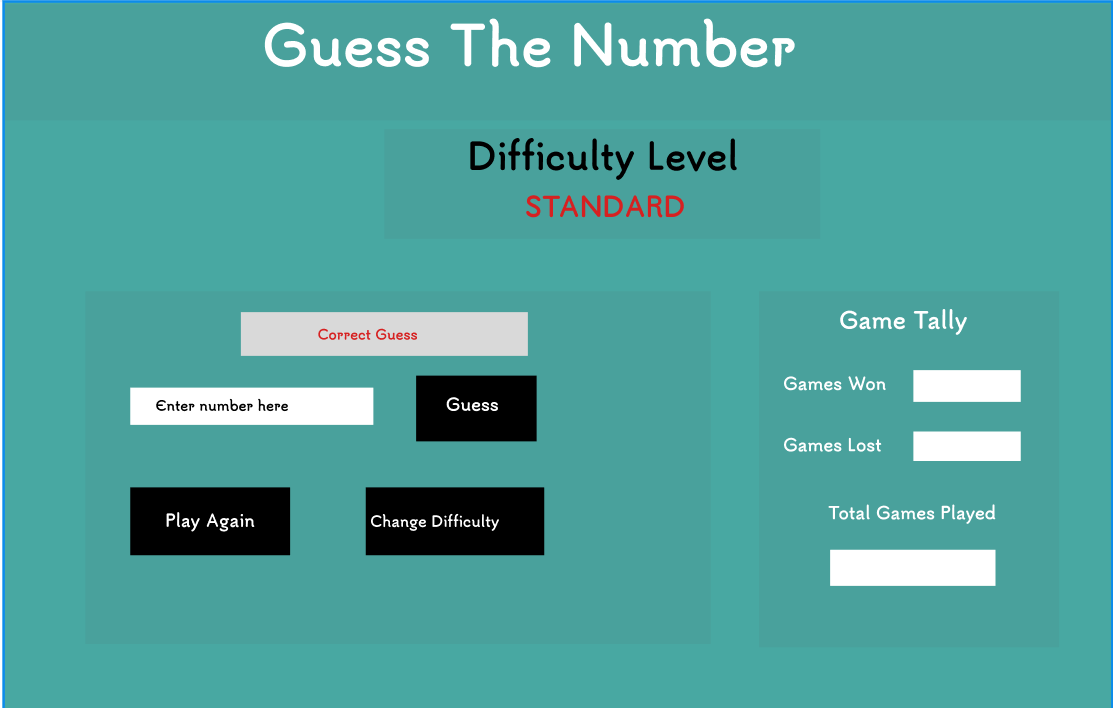 Guess The Number
Difficulty Level
STANDARD
Correct Guess
Enter number here
Guess
Play Again
Change Difficulty
Game Tally
Games Won
Games Lost
Total Games Played